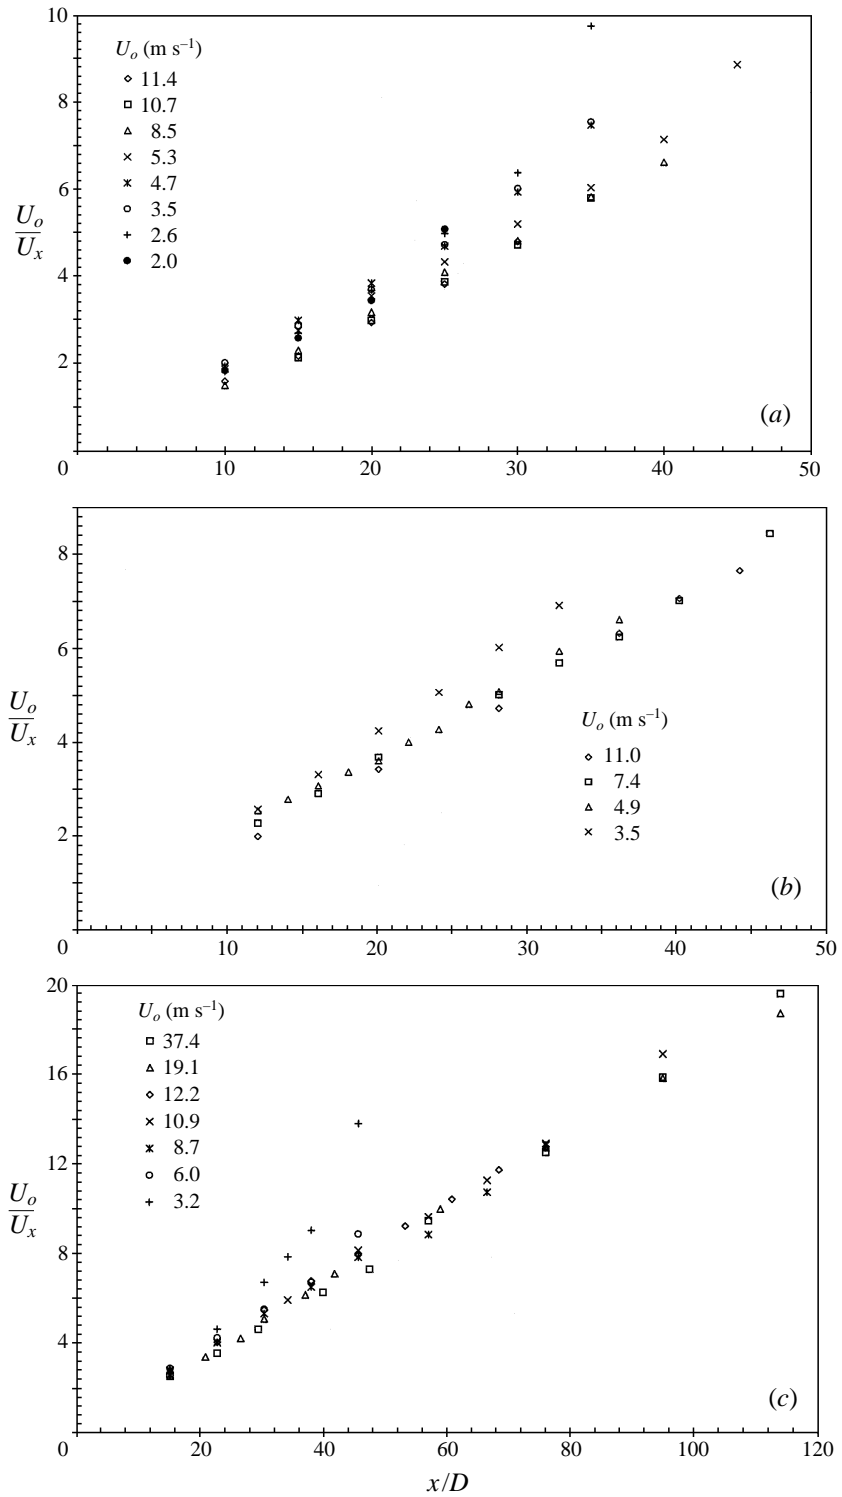 10
8
6
4
2
0
U_o
U_x
U_o (m s⁻¹)
11.4
10.7
8.5
5.3
4.7
3.5
2.6
2.0
(a)
10 20 30 40 50
8
6
4
2
0
U_o
U_x
U_o (m s⁻¹)
11.0
7.4
4.9
3.5
(b)
10 20 30 40 50
20
16
12
8
4
0
U_o
U_x
U_o (m s⁻¹)
37.4
19.1
12.2
10.9
8.7
6.0
3.2
(c)
20 40 60 80 100 120
x/D